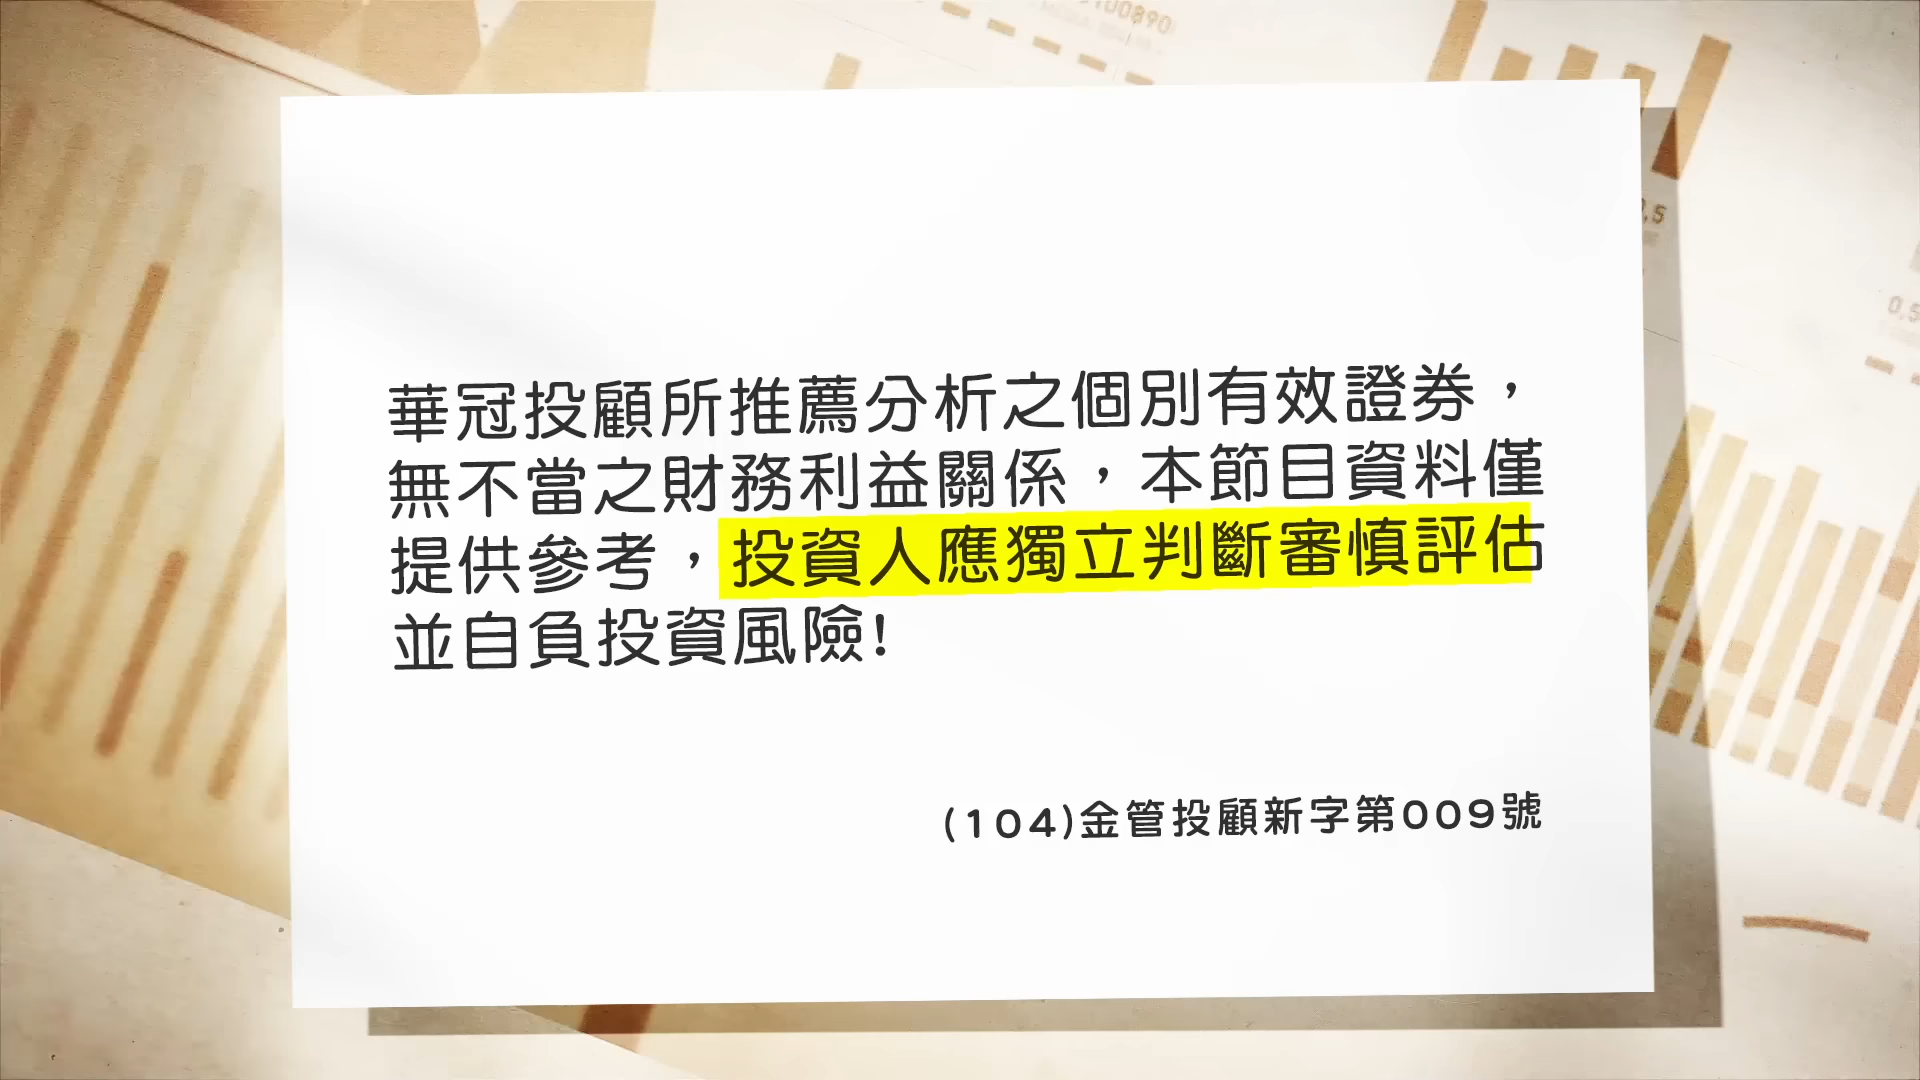 華冠投顧所推薦分析之個別有效證券，
無不當之財務利益關係，本節目資料僅
提供參考，投資人應獨立判斷審慎評估
並自負投資風險!
(104)金管投顧新字第009號